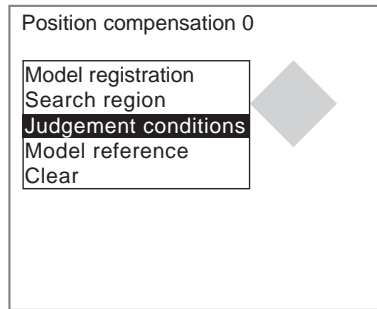 Position compensation 0
Model registration
Search region
Judgement conditions
Model reference
Clear